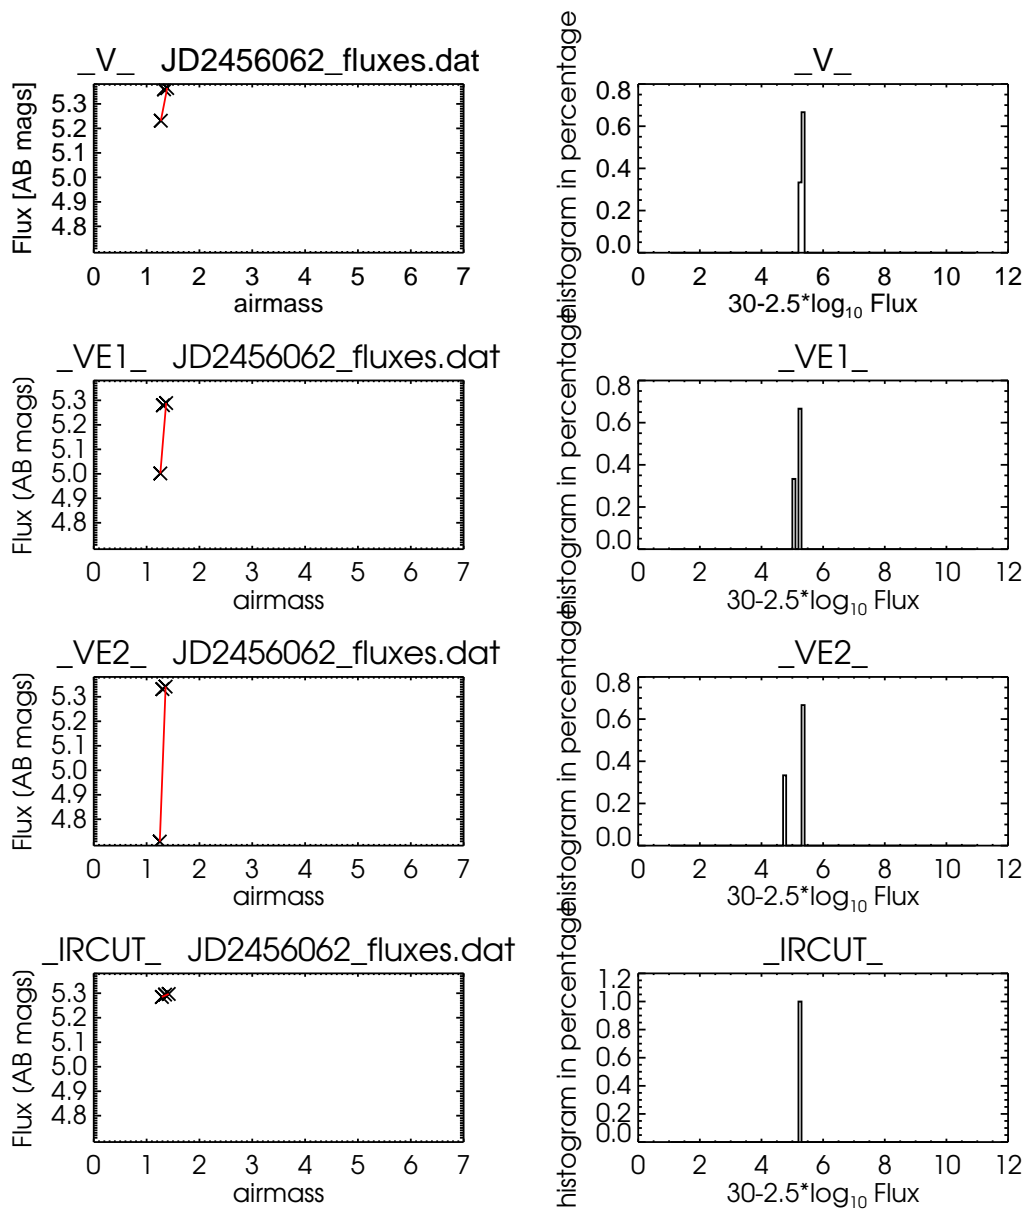 _V_ JD2456062_fluxes.dat
Flux [AB mags]
5.3
5.2
5.1
5.0
4.9
4.8
0 1 2 3 4 5 6 7
airmass
_V_
histogram in percentage
0.8
0.6
0.4
0.2
0.0
0 2 4 6 8 10 12
30-2.5*log10 Flux
_VE1_ JD2456062_fluxes.dat
Flux (AB mags)
5.3
5.2
5.1
5.0
4.9
4.8
0 1 2 3 4 5 6 7
airmass
_VE1_
histogram in percentage
0.8
0.6
0.4
0.2
0.0
0 2 4 6 8 10 12
30-2.5*log10 Flux
_VE2_ JD2456062_fluxes.dat
Flux (AB mags)
5.3
5.2
5.1
5.0
4.9
4.8
0 1 2 3 4 5 6 7
airmass
_VE2_
histogram in percentage
0.8
0.6
0.4
0.2
0.0
0 2 4 6 8 10 12
30-2.5*log10 Flux
_IRCUT_ JD2456062_fluxes.dat
Flux (AB mags)
5.3
5.2
5.1
5.0
4.9
4.8
0 1 2 3 4 5 6 7
airmass
_IRCUT_
histogram in percentage
1.2
1.0
0.8
0.6
0.4
0.2
0.0
0 2 4 6 8 10 12
30-2.5*log10 Flux